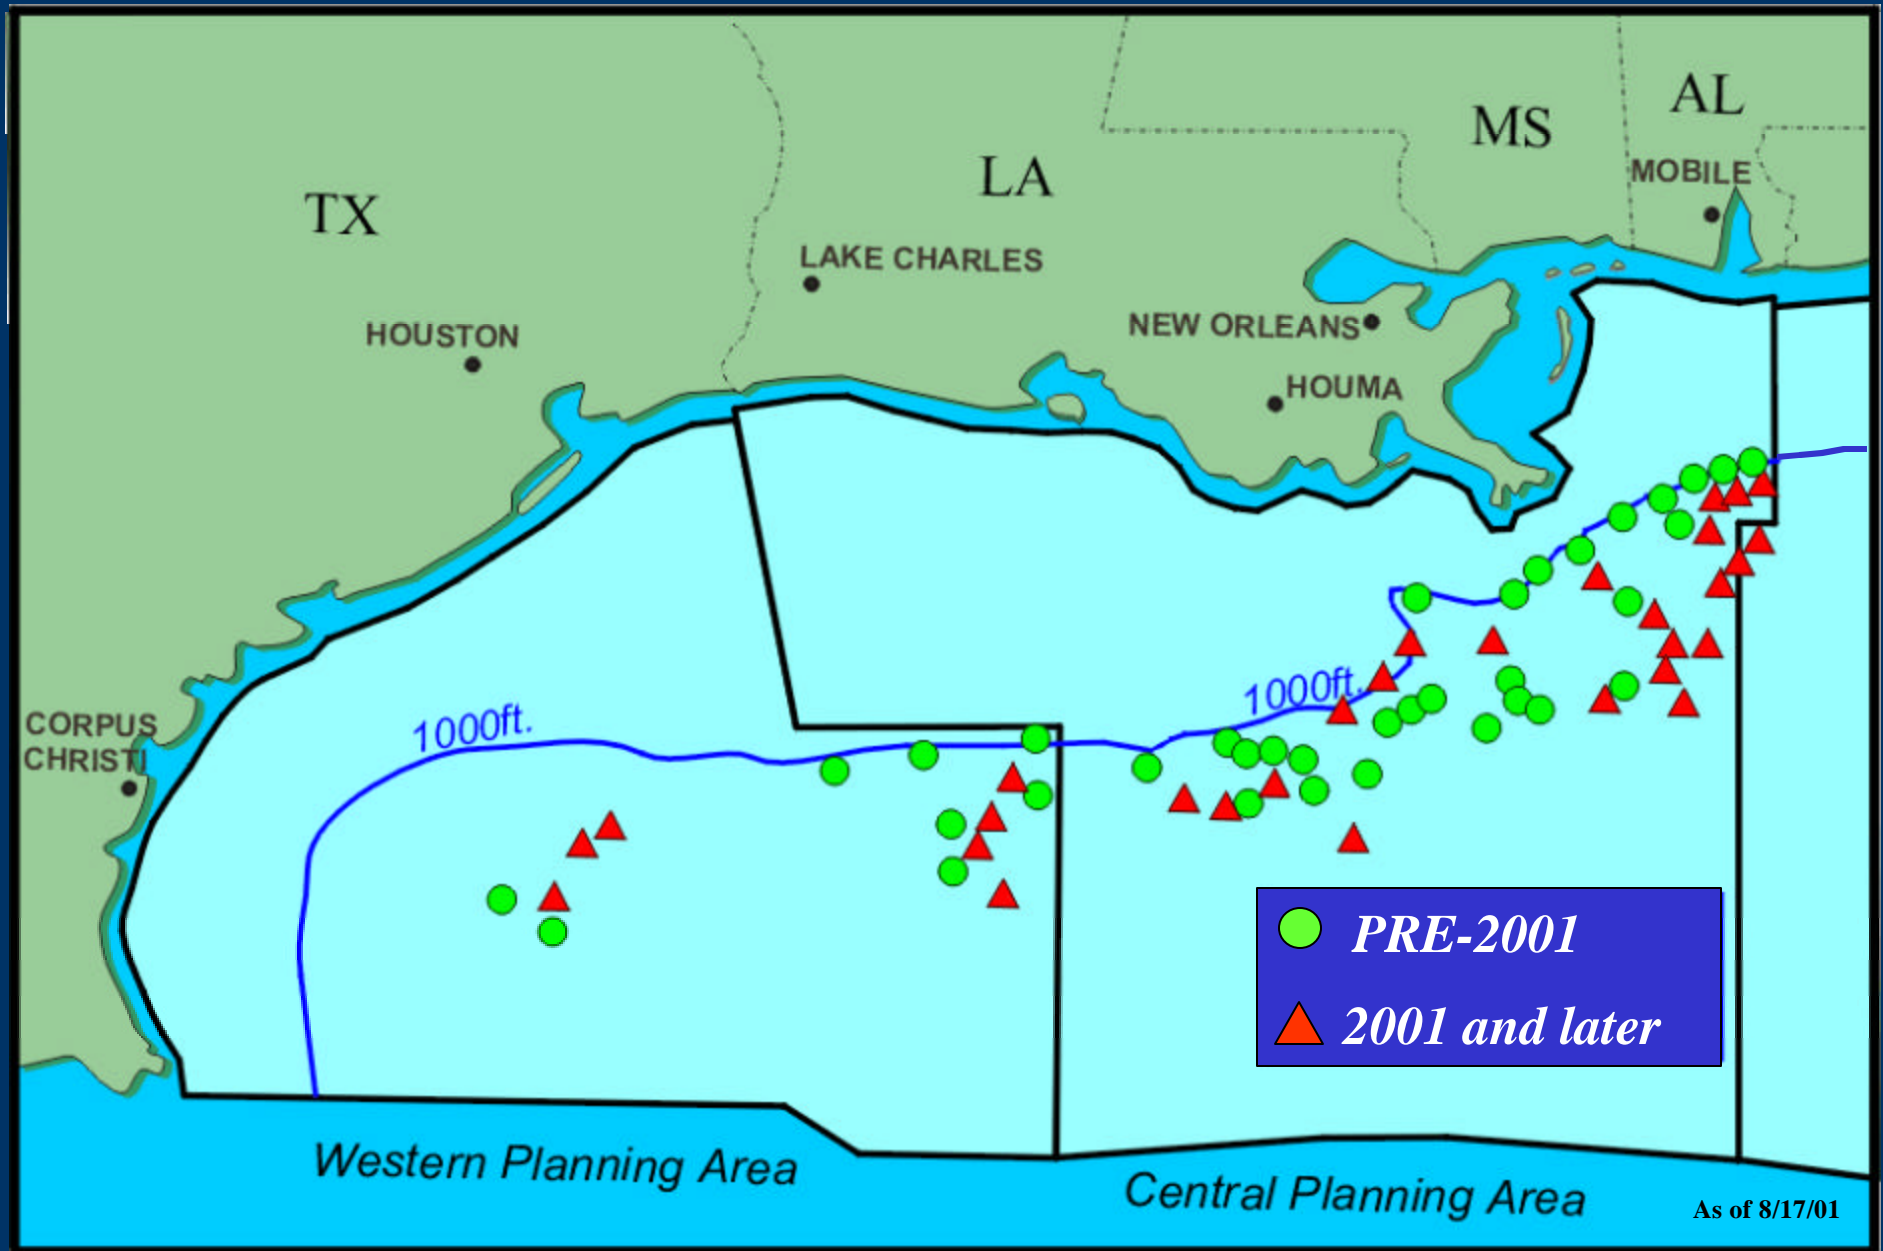 AL
MS
MOBILE
LA
TX
LAKE CHARLES
NEW ORLEANS
HOUSTON
HOUMA
1000ft.
1000ft.
CORPUS
CHRISTI
PRE-2001
2001 and later
Western Planning Area
Central Planning Area
As of 8/17/01